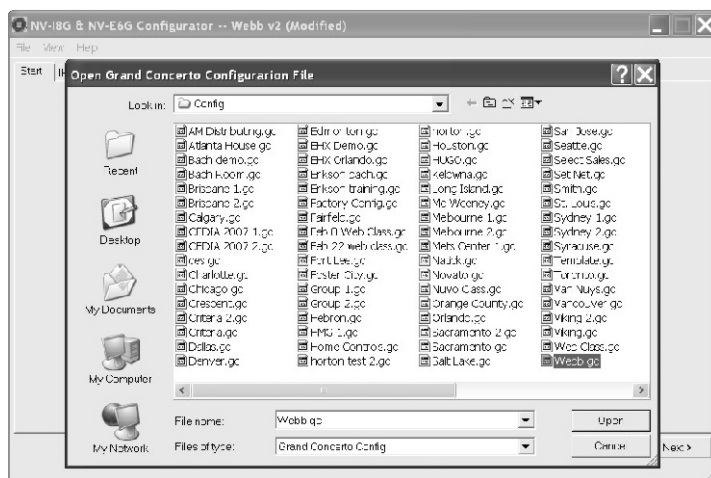 NV-I8G & NV-E6G Configurator -- Webb v2 (Modified)
File View Help
Start
Open Grand Concerto Configurarion File
Look in: Config
Recent
Desktop
My Documents
My Computer
My Network
AM Distributing.gc
Atlanta House gc
Bach demo.gc
Bach Room.gc
Brisbane 1.gc
Brisbane 2.gc
Calgary.gc
CEDIA 2007 1.gc
CEDIA 2007 2.gc
ces gc
Charlotte.gc
Chicago gc
Crescent.gc
Criteria 2.gc
Criteria.gc
Dallas.gc
Denver.gc
Edmonton.gc
EHX Demo.gc
EHX Orlando.gc
Erikson bach.gc
Erikson training.gc
Factory Config.gc
Fairfield.gc
Feb 8 Web Class.gc
Feb 22 web class.gc
Fort Lee.gc
Foster City.gc
Group 1.gc
Group 2.gc
Hebron.gc
HMG 1.gc
Home Controls.gc
horton test 2.gc
horton.gc
Houston.gc
HUGO.gc
Kelowna.gc
Long Island.gc
Mc Weeney.gc
Melbourne 1.gc
Melbourne 2.gc
Mets Center 1.gc
Natick.gc
Novato gc
Nuvo Class.gc
Orange County.gc
Orlando.gc
Sacramento 2 gc
Sacramento gc
Salt Lake.gc
San Jose.gc
Seattle.gc
Select Sales.gc
Set Net.gc
Smith.gc
St. Louis.gc
Sydney 1.gc
Sydney 2.gc
Syracuse.gc
Template.gc
Toronto.gc
Van Nuys.gc
Vancouver gc
Viking 2.gc
Viking.gc
Web Class.gc
Webb gc
File name: Webb gc
Open
Files of type: Grand Concerto Config
Cancel
Next >